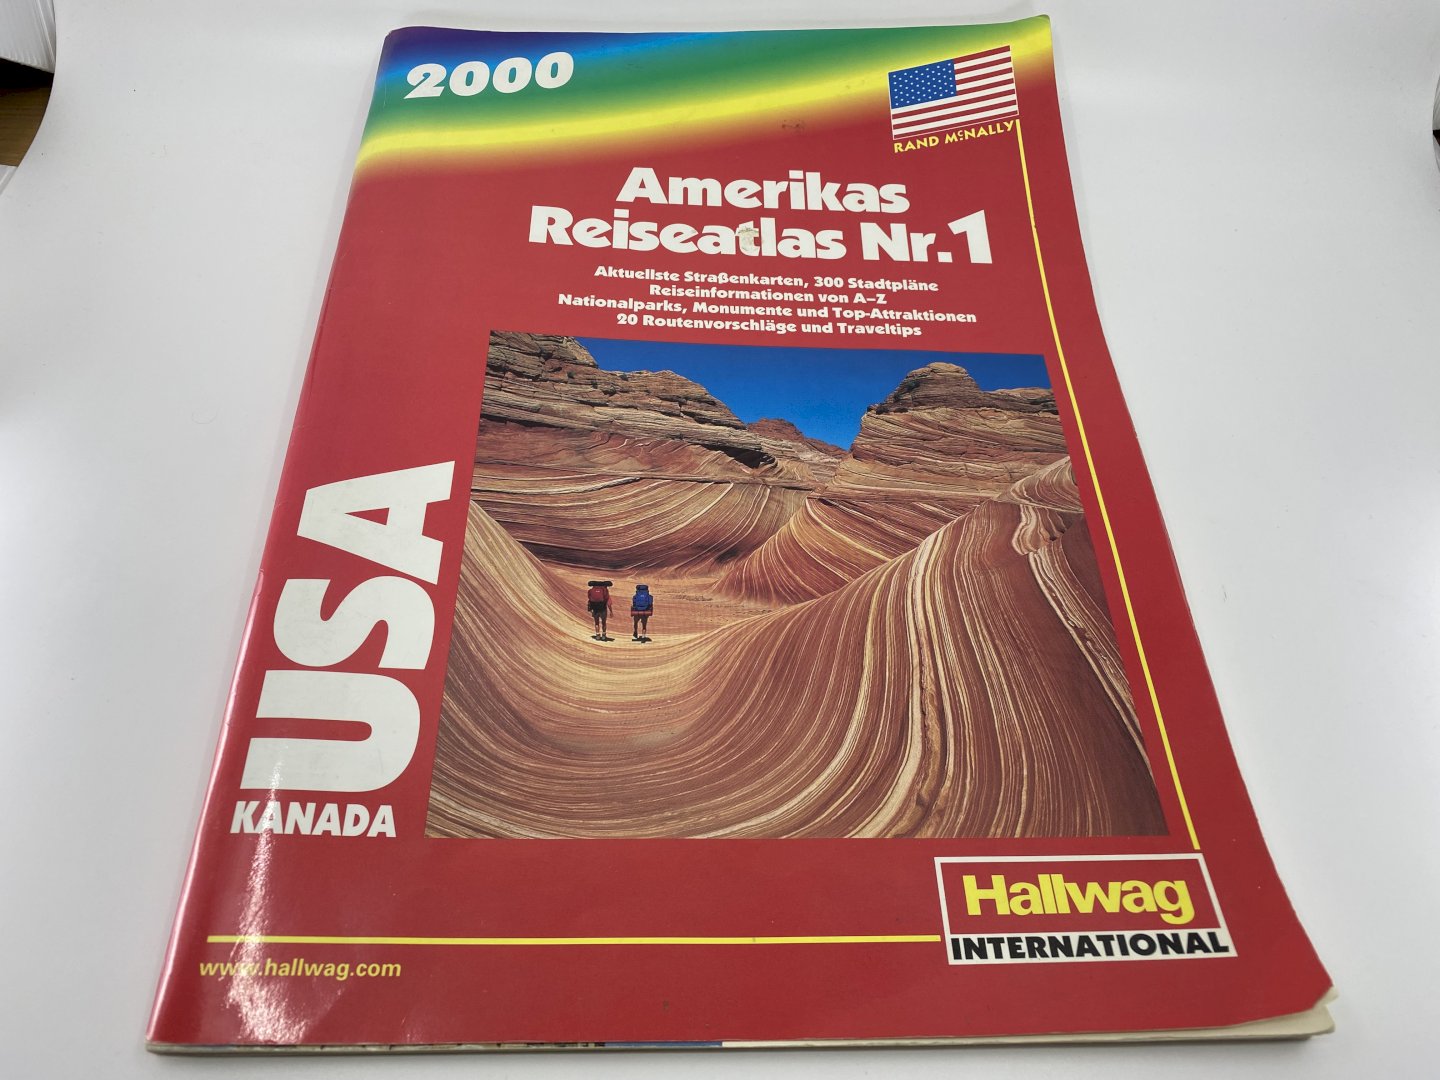 2000
RAND McNALLY
Amerikas
Reiseatlas Nr.1
Aktuellste Straßenkarten, 300 Stadtpläne
Reiseinformationen von A–Z
Nationalparks, Monumente und Top-Attraktionen
20 Routenvorschläge und Traveltips
USA
KANADA
Hallwag
INTERNATIONAL
www.hallwag.com